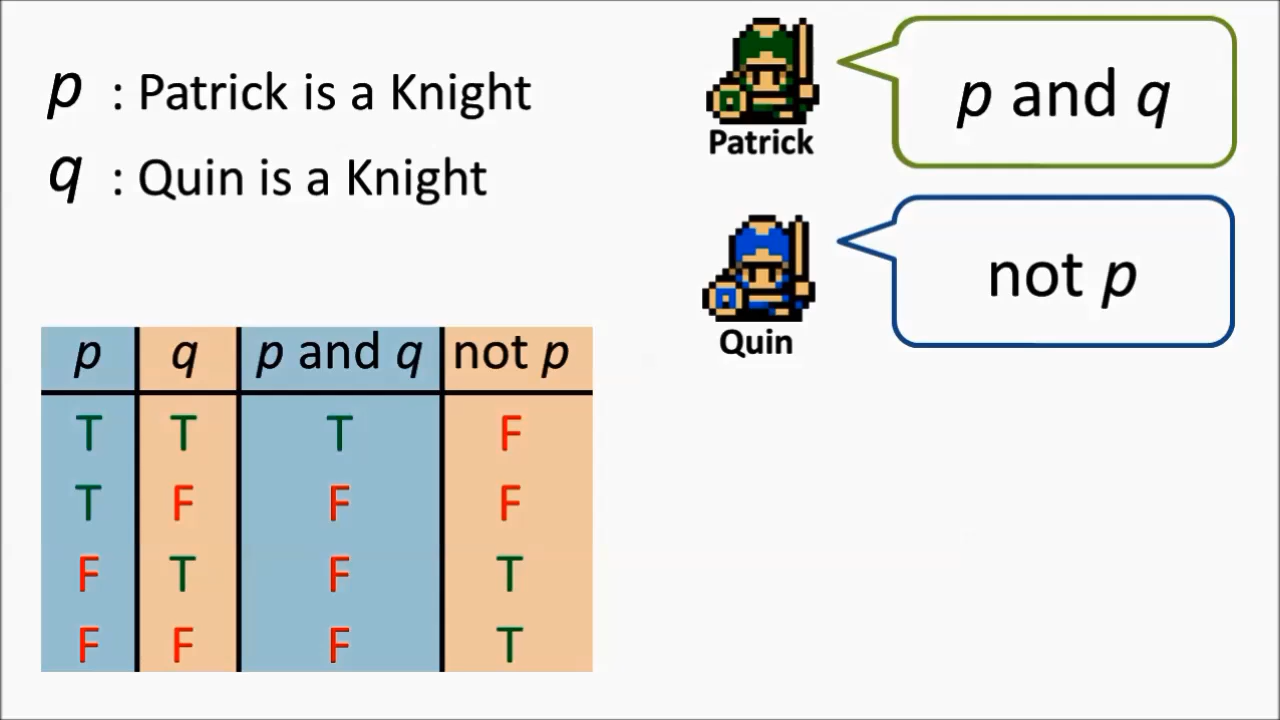 p : Patrick is a Knight
q : Quin is a Knight
Patrick
p and q
Quin
not p
p q p and q not p
T T T F
T F F F
F T F T
F F F T